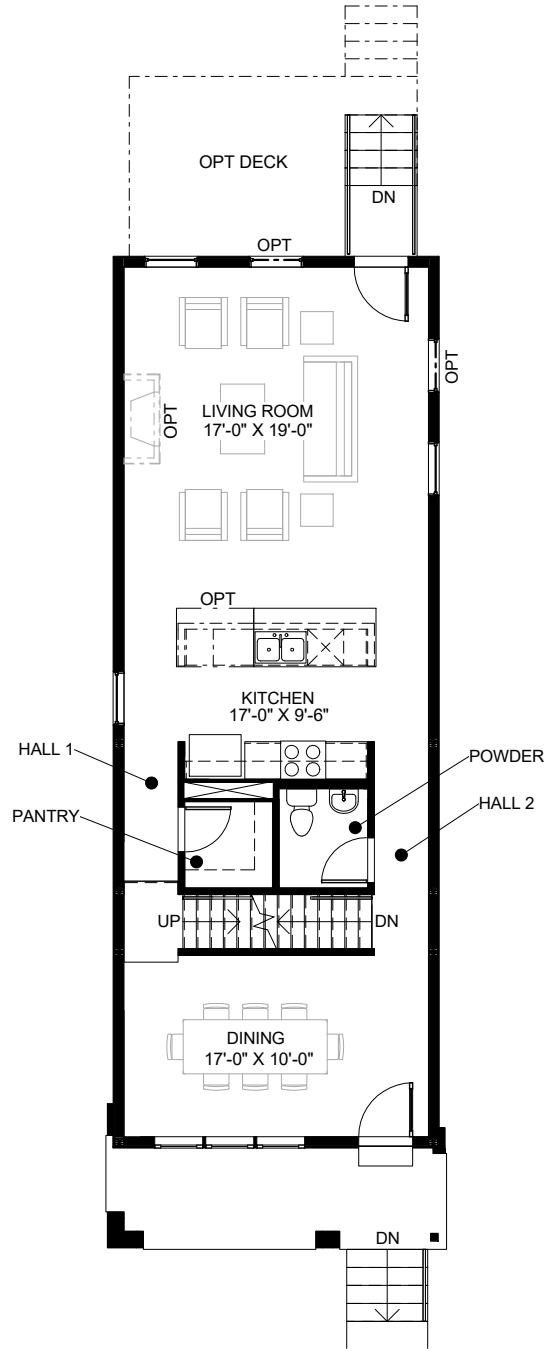 OPT DECK
DN
OPT
OPT
LIVING ROOM
17'-0" X 19'-0"
OPT
OPT
KITCHEN
17'-0" X 9'-6"
HALL 1
POWDER
HALL 2
PANTRY
UP
DN
DINING
17'-0" X 10'-0"
DN